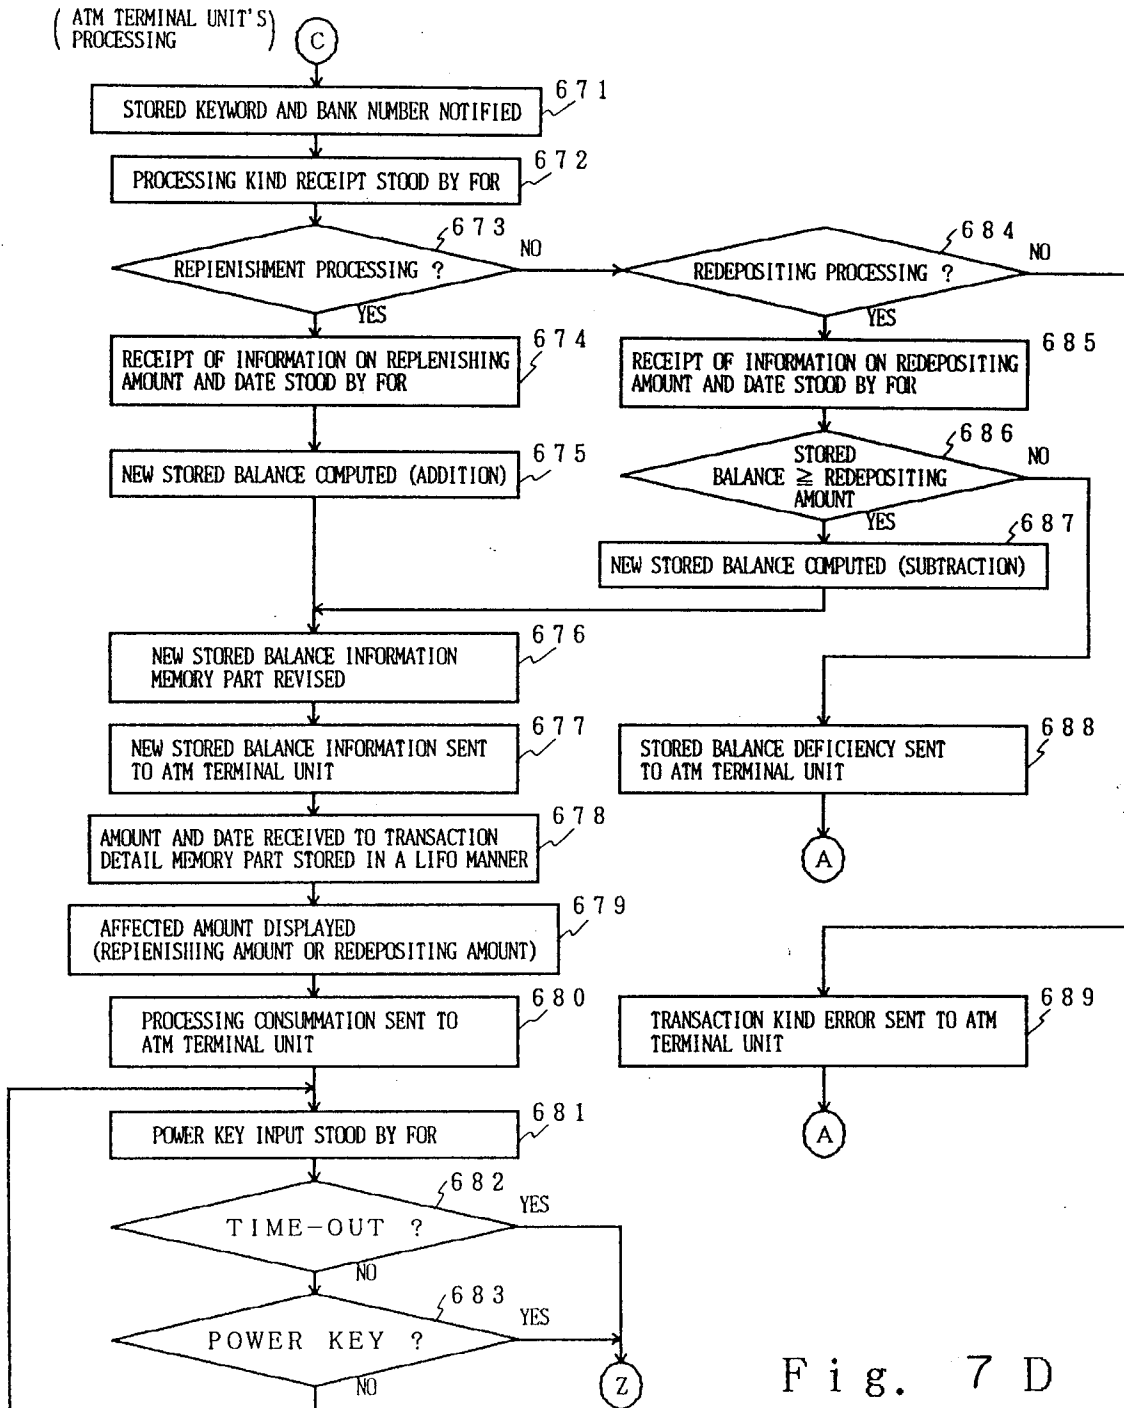 ( ATM TERMINAL UNIT'S )
PROCESSING
C
671
STORED KEYWORD AND BANK NUMBER NOTIFIED
672
PROCESSING KIND RECEIPT STOOD BY FOR
673
REPIENISHMENT PROCESSING ?
NO
YES
684
REDEPOSITING PROCESSING ?
NO
YES
674
RECEIPT OF INFORMATION ON REPLENISHING
AMOUNT AND DATE STOOD BY FOR
685
RECEIPT OF INFORMATION ON REDEPOSITING
AMOUNT AND DATE STOOD BY FOR
675
NEW STORED BALANCE COMPUTED (ADDITION)
686
STORED
BALANCE ≧ REDEPOSITING
AMOUNT
NO
YES
687
NEW STORED BALANCE COMPUTED (SUBTRACTION)
676
NEW STORED BALANCE INFORMATION
MEMORY PART REVISED
677
NEW STORED BALANCE INFORMATION SENT
TO ATM TERMINAL UNIT
688
STORED BALANCE DEFICIENCY SENT
TO ATM TERMINAL UNIT
A
678
AMOUNT AND DATE RECEIVED TO TRANSACTION
DETAIL MEMORY PART STORED IN A LIFO MANNER
679
AFFECTED AMOUNT DISPLAYED
(REPIENISHING AMOUNT OR REDEPOSITING AMOUNT)
680
PROCESSING CONSUMMATION SENT TO
ATM TERMINAL UNIT
689
TRANSACTION KIND ERROR SENT TO ATM
TERMINAL UNIT
A
681
POWER KEY INPUT STOOD BY FOR
682
TIME-OUT ?
YES
NO
683
POWER KEY ?
YES
NO
Z
Fig. 7D